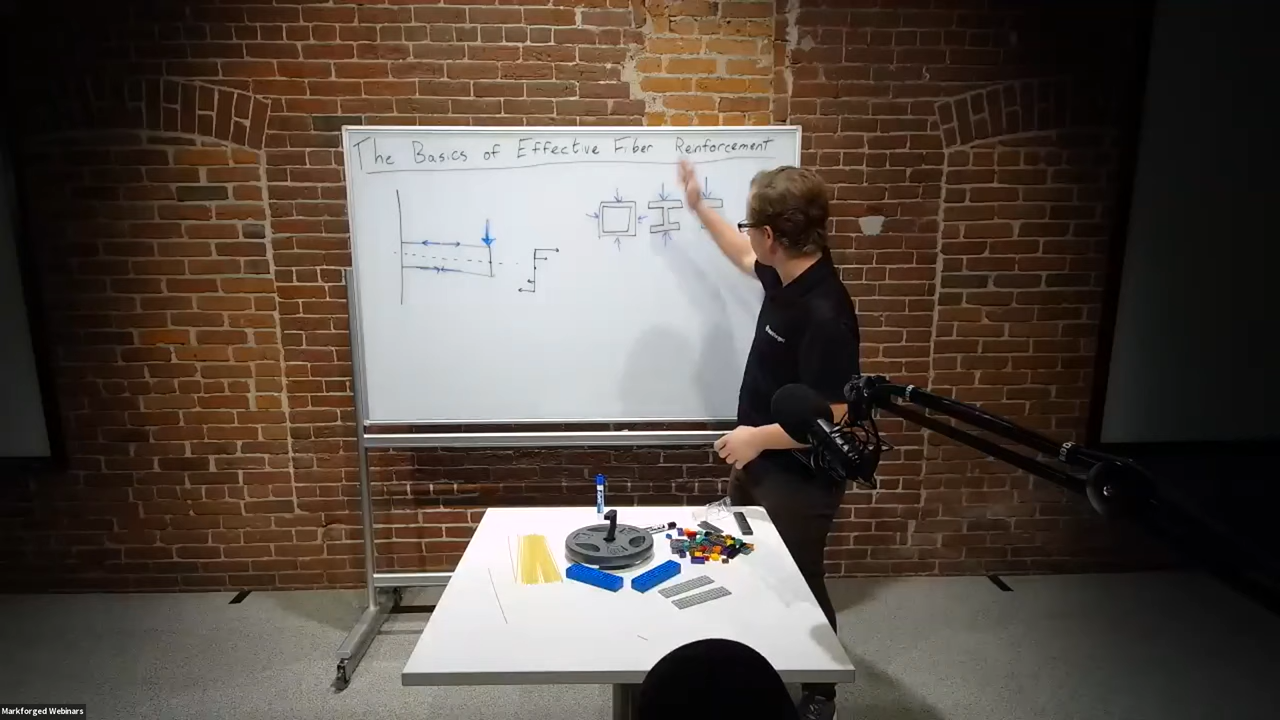 The Basics of Effective Fiber Reinforcement
Markforged Webinars